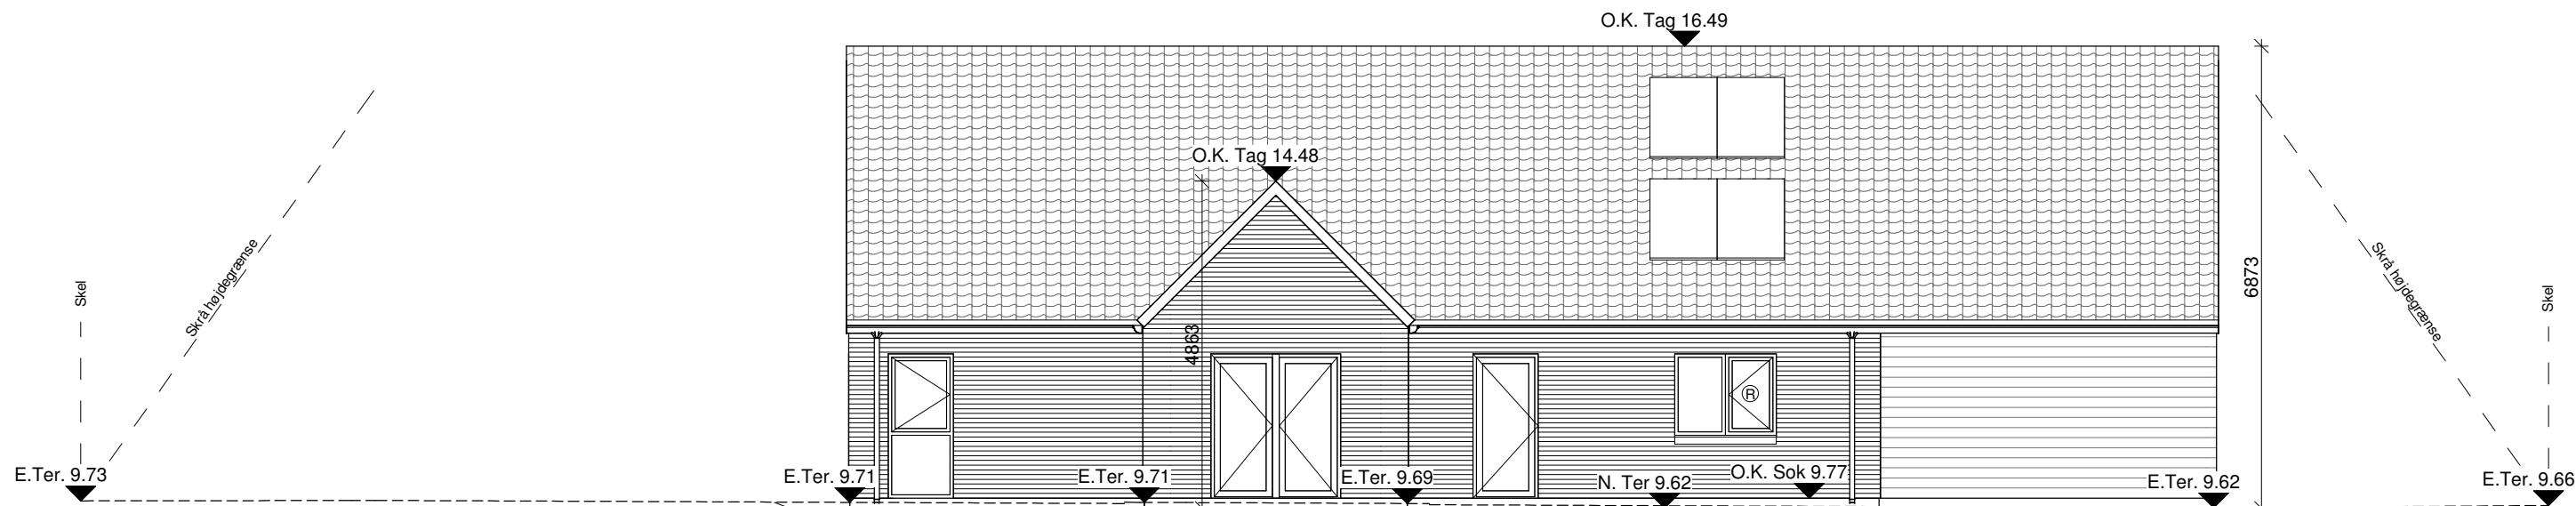 O.K. Tag 16.49
O.K. Tag 14.48
Skrå højdegrænse
Skrå højdegrænse
Skel
Skel
6873
4863
R
E.Ter. 9.73
E.Ter. 9.71
E.Ter. 9.71
E.Ter. 9.69
N. Ter 9.62
O.K. Sok 9.77
E.Ter. 9.62
E.Ter. 9.66